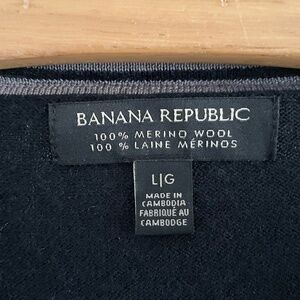 BANANA REPUBLIC
100% MERINO WOOL
100% LAINE MÉRINOS
L|G
MADE IN
CAMBODIA
FABRIQUÉ AU
CAMBODGE